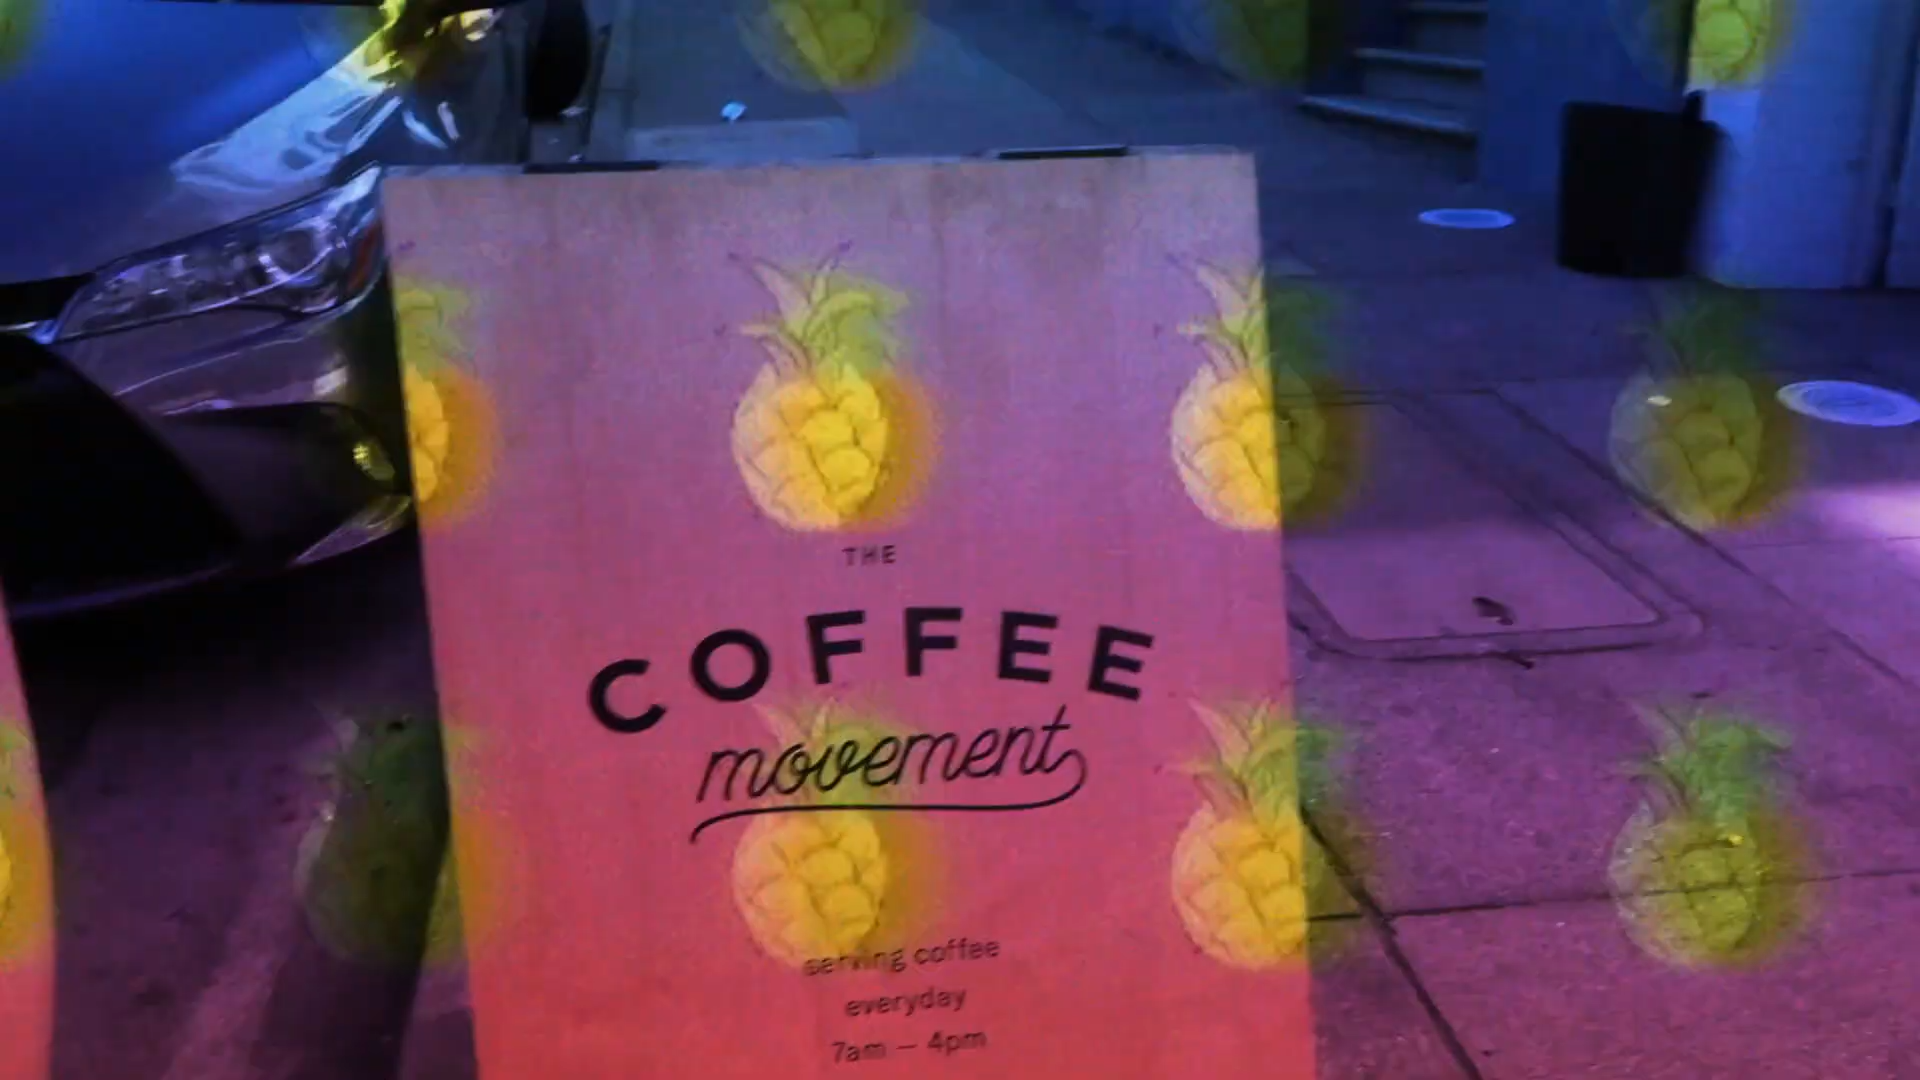 THE
COFFEE
movement
serving coffee
everyday
7am — 4pm